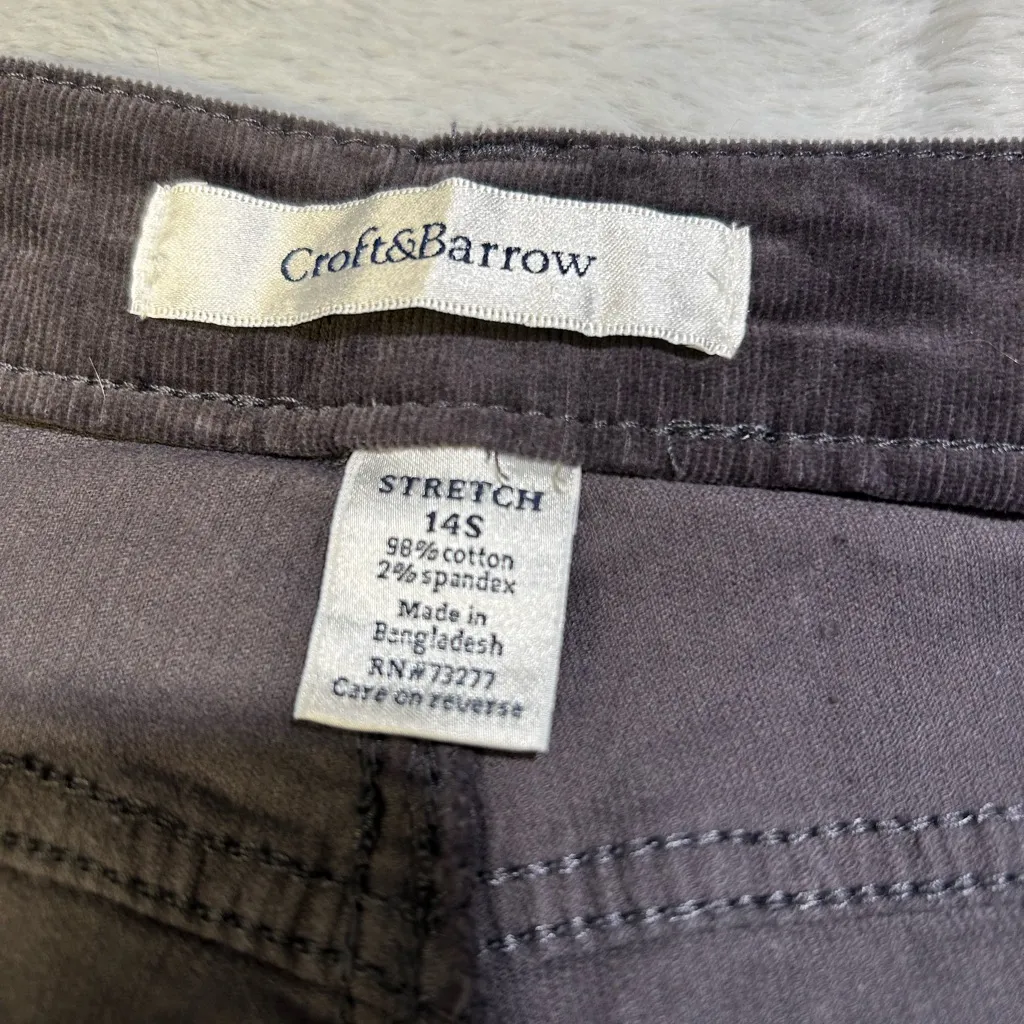 Croft&Barrow
STRETCH
14S
98% cotton
2% spandex
Made in
Bangladesh
RN#73277
Care on reverse